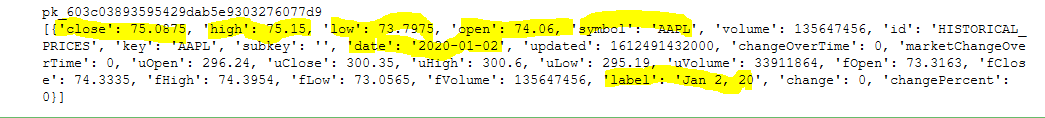 pk_603c03893595429dab5e9303276077d9
[{'close': 75.0875, 'high': 75.15, 'low': 73.7975, 'open': 74.06, 'symbol': 'AAPL', 'volume': 135647456, 'id': 'HISTORICAL_
PRICES', 'key': 'AAPL', 'subkey': '', 'date': '2020-01-02', 'updated': 1612491432000, 'changeOverTime': 0, 'marketChangeOve
rTime': 0, 'uOpen': 296.24, 'uClose': 300.35, 'uHigh': 300.6, 'uLow': 295.19, 'uVolume': 33911864, 'fOpen': 73.3163, 'fClos
e': 74.3335, 'fHigh': 74.3954, 'fLow': 73.0565, 'fVolume': 135647456, 'label': 'Jan 2, 20', 'change': 0, 'changePercent':
0}]